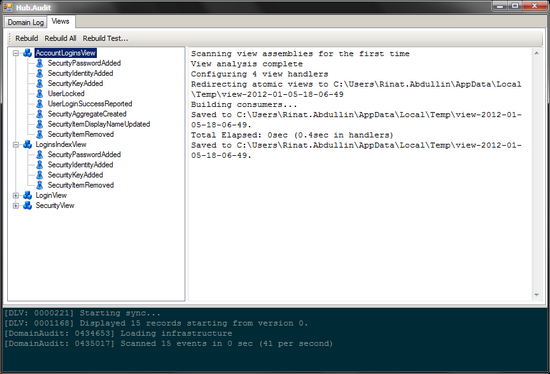 Hub.Audit
Domain Log Views
Rebuild Rebuild All Rebuild Test...
AccountLoginsView
SecurityPasswordAdded
SecurityIdentityAdded
SecurityKeyAdded
UserLocked
UserLoginSuccessReported
SecurityAggregateCreated
SecurityItemDisplayNameUpdated
SecurityItemRemoved
LoginsIndexView
SecurityPasswordAdded
SecurityIdentityAdded
SecurityKeyAdded
SecurityItemRemoved
LoginView
SecurityView
Scanning view assemblies for the first time
View analysis complete
Configuring 4 view handlers
Redirecting atomic views to C:\Users\Rinat.Abdullin\AppData\Local
\Temp\view-2012-01-05-18-06-49
Building consumers...
Saved to C:\Users\Rinat.Abdullin\AppData\Local\Temp\view-2012-01-
05-18-06-49.
Total Elapsed: 0sec (0.4sec in handlers)
Saved to C:\Users\Rinat.Abdullin\AppData\Local\Temp\view-2012-01-
05-18-06-49.
[DLV: 0000221] Starting sync...
[DLV: 0001168] Displayed 15 records starting from version 0.
[DomainAudit: 0434653] Loading infrastructure
[DomainAudit: 0435017] Scanned 15 events in 0 sec (41 per second)